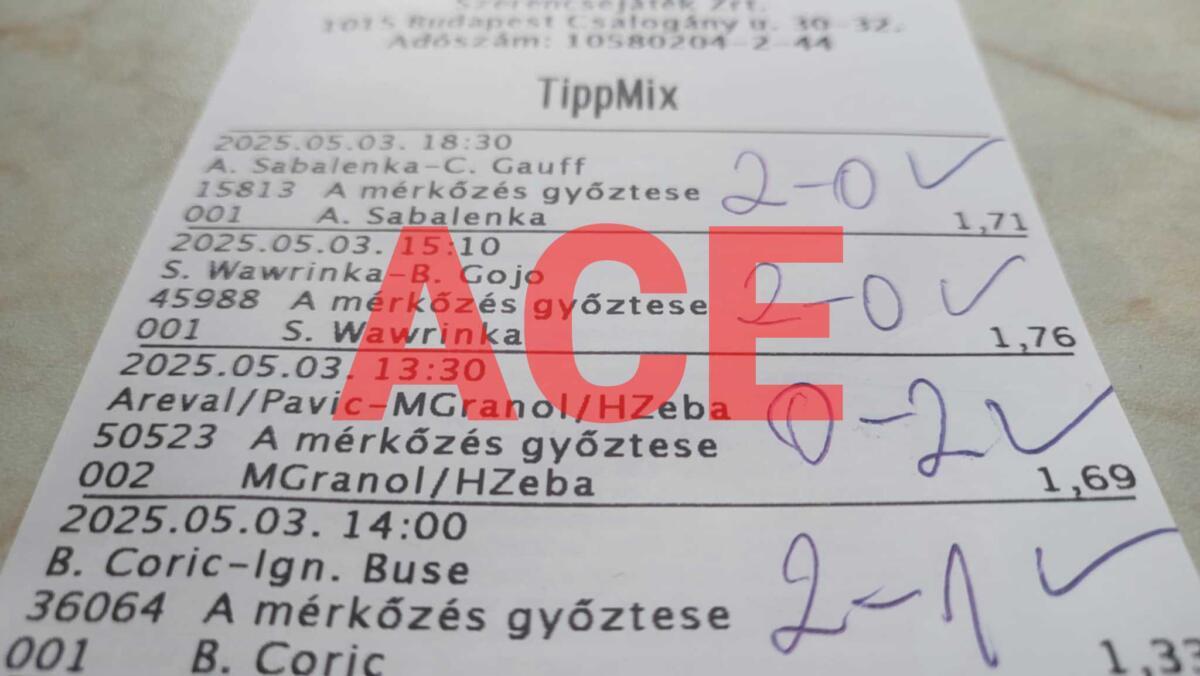 Szerencsejáték Zrt.
1015 Budapest Csalogány u. 30-32.
Adószám: 10580204-2-44
TippMix
2025.05.03. 18:30
A. Sabalenka-C. Gauff
15813 A mérkőzés győztese 2-0 ✓
001 A. Sabalenka 1,71
2025.05.03. 15:10
S. Wawrinka-B. Gojo
45988 A mérkőzés győztese 2-0 ✓
001 S. Wawrinka 1,76
ACE
2025.05.03. 13:30
Areval/Pavic-MGranol/HZeba
50523 A mérkőzés győztese 0-2 ✓
002 MGranol/HZeba 1,69
2025.05.03. 14:00
B. Coric-Ign. Buse
36064 A mérkőzés győztese 2-1 ✓
001 B. Coric 1,33